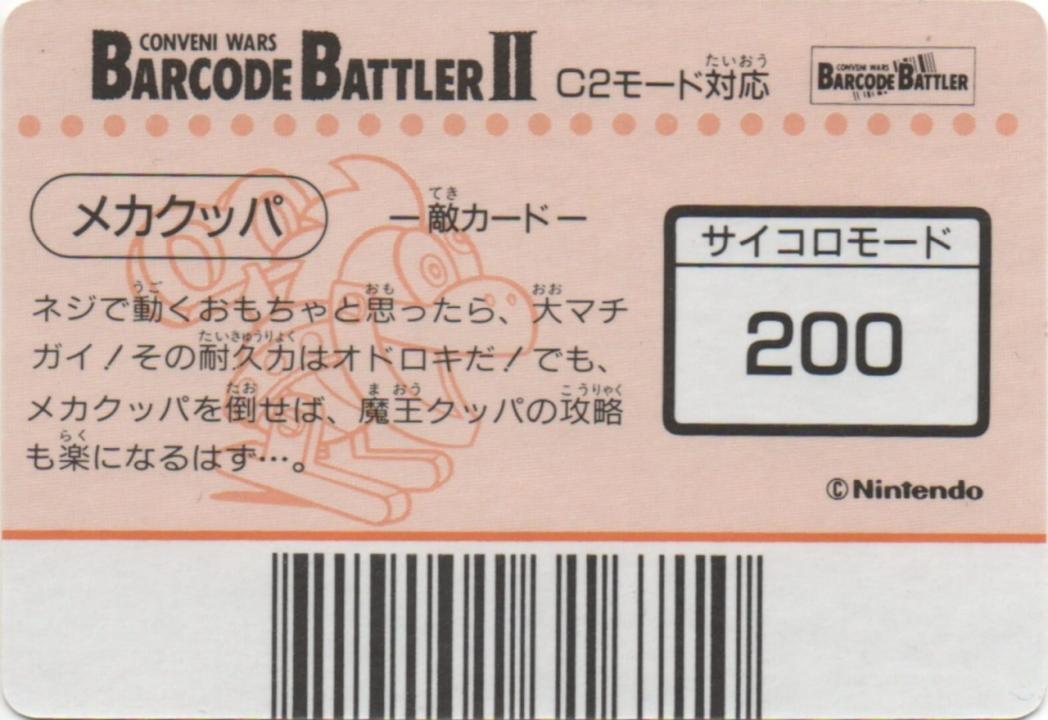 CONVENI WARS
BARCODE BATTLER II C2モード対応
たいおう
CONVENI WARS
BARCODE BATTLER
メカクッパ
ー敵カードー
てき
サイコロモード
200
ネジで動くおもちゃと思ったら、大マチ
うご おも おお
ガイ!その耐久力はオドロキだ!でも、
たいきゅうりょく
メカクッパを倒せば、魔王クッパの攻略
たお ま おう こうりゃく
も楽になるはず…。
らく
©Nintendo